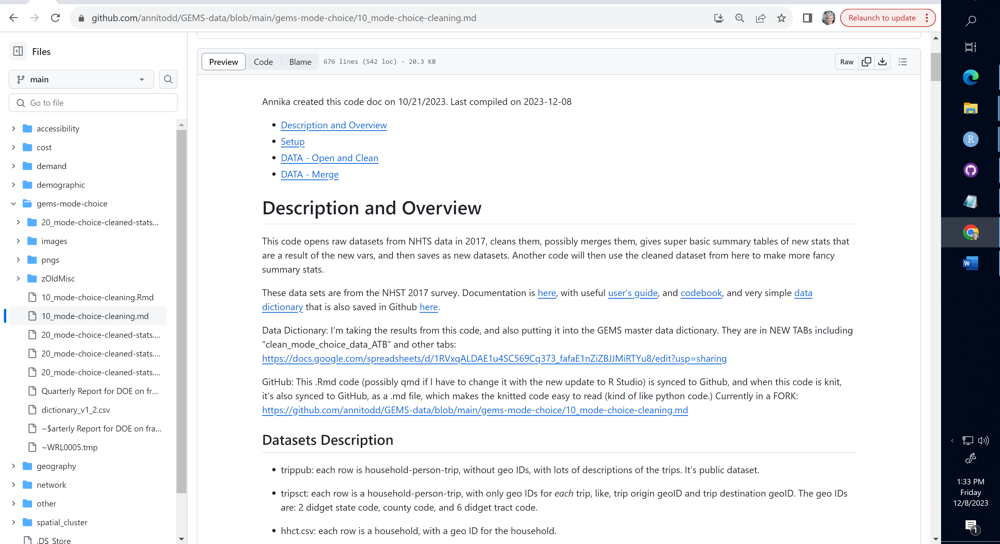 github.com/annitodd/GEMS-data/blob/main/gems-mode-choice/10_mode-choice-cleaning.md
Relaunch to update
Files
main
Go to file
accessibility
cost
demand
demographic
gems-mode-choice
20_mode-choice-cleaned-stats...
images
pngs
zOldMisc
10_mode-choice-cleaning.Rmd
10_mode-choice-cleaning.md
20_mode-choice-cleaned-stats....
20_mode-choice-cleaned-stats....
20_mode-choice-cleaned-stats....
Quarterly Report for DOE on fr...
dictionary_v1_2.csv
~$arterly Report for DOE on fra...
~WRL0005.tmp
geography
network
other
spatial_cluster
.DS_Store
Preview Code Blame 676 lines (542 loc) · 20.3 KB Raw
Annika created this code doc on 10/21/2023. Last compiled on 2023-12-08
• Description and Overview
• Setup
• DATA - Open and Clean
• DATA - Merge
Description and Overview
This code opens raw datasets from NHTS data in 2017, cleans them, possibly merges them, gives super basic summary tables of new stats that
are a result of the new vars, and then saves as new datasets. Another code will then use the cleaned dataset from here to make more fancy
summary stats.
These data sets are from the NHST 2017 survey. Documentation is here, with useful user’s guide, and codebook, and very simple data
dictionary that is also saved in Github here.
Data Dictionary: I’m taking the results from this code, and also putting it into the GEMS master data dictionary. They are in NEW TABs including
“clean_mode_choice_data_ATB” and other tabs:
https://docs.google.com/spreadsheets/d/1RVxqALDAE1u4SC569Cq373_fafaE1nZiZBJJMiRTYu8/edit?usp=sharing
GitHub: This .Rmd code (possibly qmd if I have to change it with the new update to R Studio) is synced to Github, and when this code is knit,
it’s also synced to GitHub, as a .md file, which makes the knitted code easy to read (kind of like python code.) Currently in a FORK:
https://github.com/annitodd/GEMS-data/blob/main/gems-mode-choice/10_mode-choice-cleaning.md
Datasets Description
• trippub: each row is household-person-trip, without geo IDs, with lots of descriptions of the trips. It’s public dataset.
• tripsct: each row is a household-person-trip, with only geo IDs for each trip, like, trip origin geoID and trip destination geoID. The geo IDs
are: 2 didget state code, county code, and 6 didget tract code.
• hhct.csv: each row is a household, with a geo ID for the household.
R
W
1:33 PM
Friday
12/8/2023
1